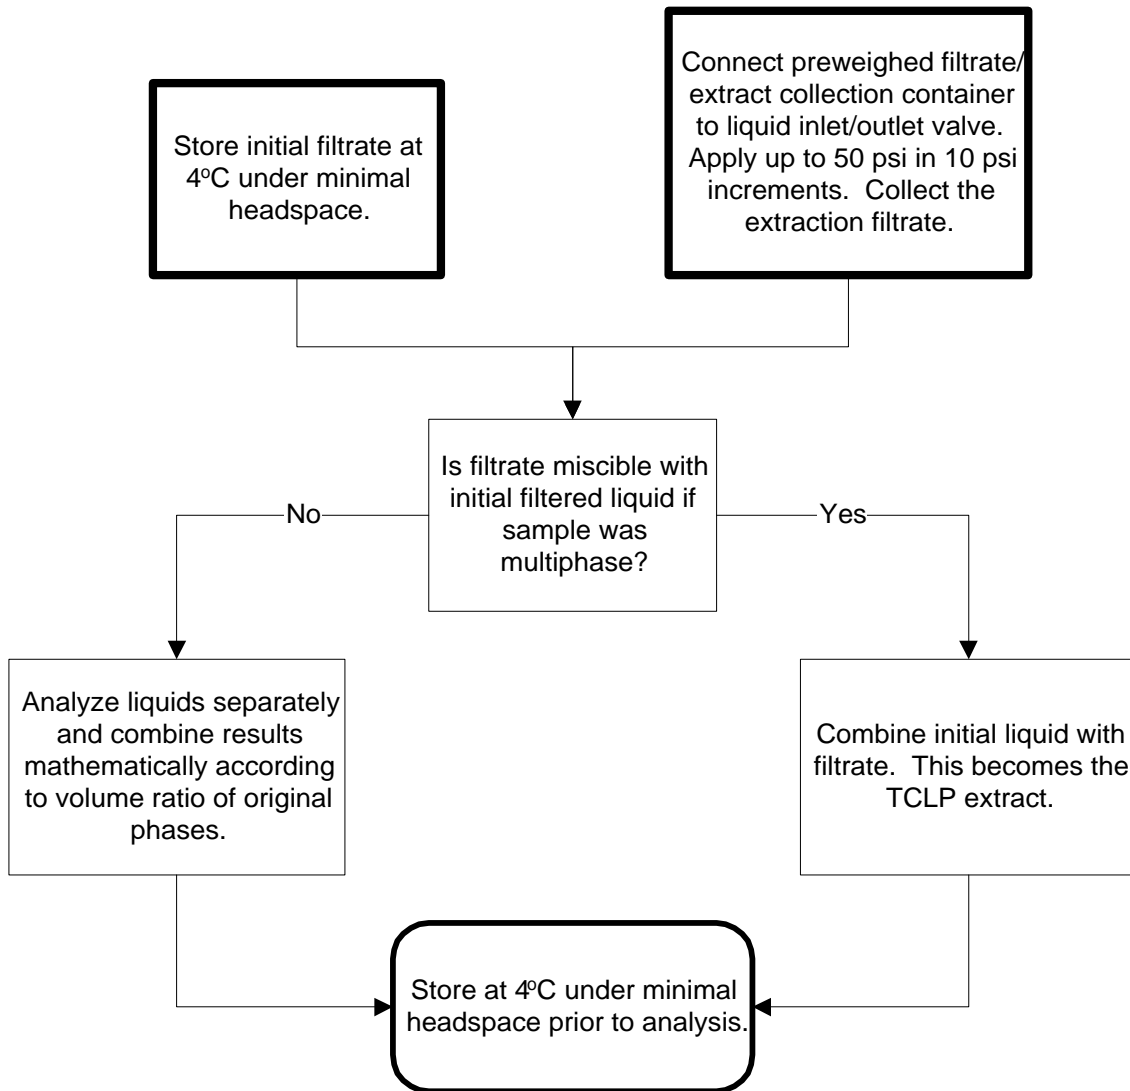 Store initial filtrate at
4ºC under minimal
headspace.
Connect preweighed filtrate/
extract collection container
to liquid inlet/outlet valve.
Apply up to 50 psi in 10 psi
increments.  Collect the
extraction filtrate.
Is filtrate miscible with
initial filtered liquid if
sample was
multiphase?
No
Yes
Analyze liquids separately
and combine results
mathematically according
to volume ratio of original
phases.
Combine initial liquid with
filtrate.  This becomes the
TCLP extract.
Store at 4ºC under minimal
headspace prior to analysis.